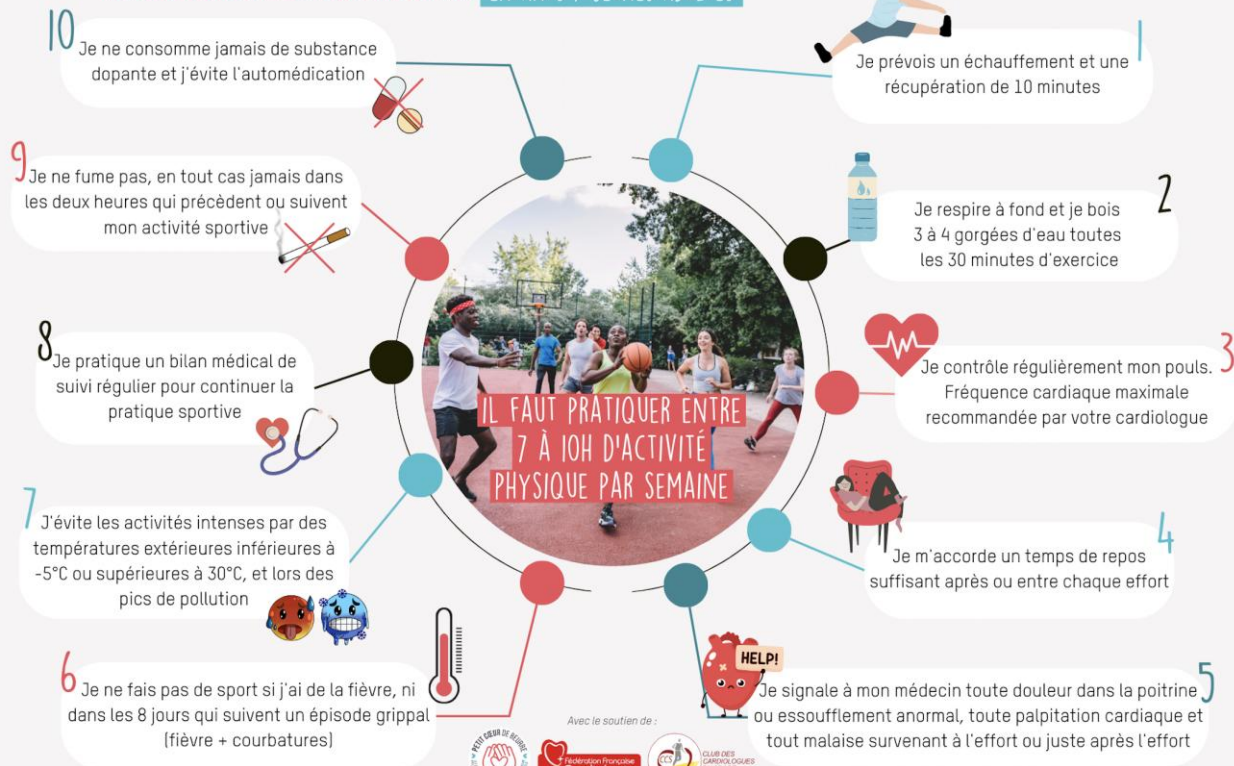 1
Je prévois un échauffement et une
récupération de 10 minutes
2
Je respire à fond et je bois
3 à 4 gorgées d'eau toutes
les 30 minutes d'exercice
3
Je contrôle régulièrement mon pouls.
Fréquence cardiaque maximale
recommandée par votre cardiologue
4
Je m'accorde un temps de repos
suffisant après ou entre chaque effort
5
HELP!
Je signale à mon médecin toute douleur dans la poitrine
ou essoufflement anormal, toute palpitation cardiaque et
tout malaise survenant à l'effort ou juste après l'effort
6
Je ne fais pas de sport si j'ai de la fièvre, ni
dans les 8 jours qui suivent un épisode grippal
(fièvre + courbatures)
7
J'évite les activités intenses par des
températures extérieures inférieures à
-5°C ou supérieures à 30°C, et lors des
pics de pollution
8
Je pratique un bilan médical de
suivi régulier pour continuer la
pratique sportive
9
Je ne fume pas, en tout cas jamais dans
les deux heures qui précèdent ou suivent
mon activité sportive
10
Je ne consomme jamais de substance
dopante et j'évite l'automédication
IL FAUT PRATIQUER ENTRE
7 À 10H D'ACTIVITÉ
PHYSIQUE PAR SEMAINE
Avec le soutien de :
PETIT CŒUR DE BEURRE
Fédération Française
CCS
CLUB DES
CARDIOLOGUES